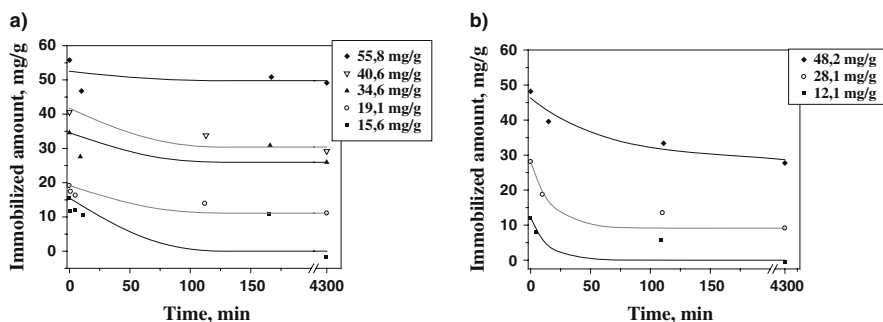 a)
Immobilized amount, mg/g
60
50
40
30
20
10
0
0 50 100 150 4300
Time, min
55,8 mg/g
40,6 mg/g
34,6 mg/g
19,1 mg/g
15,6 mg/g
b)
Immobilized amount, mg/g
60
50
40
30
20
10
0
0 50 100 150 4300
Time, min
48,2 mg/g
28,1 mg/g
12,1 mg/g